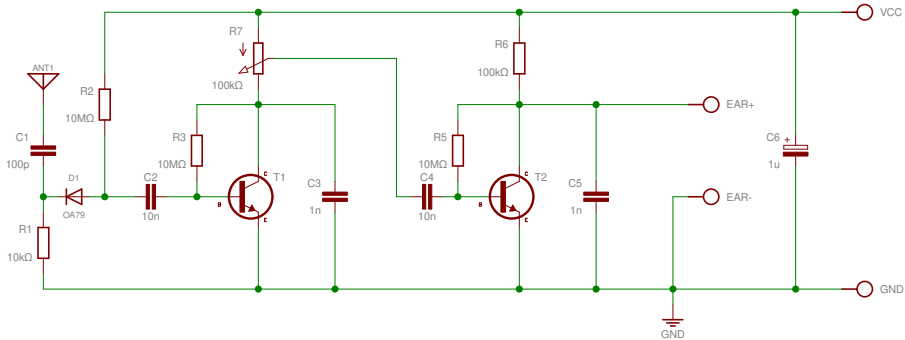 VCC
R7
R6
100kΩ
100kΩ
ANT1
R2
10MΩ
EAR+
C1
100p
R3
10MΩ
R5
10MΩ
C6
+
1u
D1
OA79
C2
10n
T1
C
B
E
C3
1n
C4
10n
T2
C
B
E
C5
1n
EAR-
R1
10kΩ
GND
GND